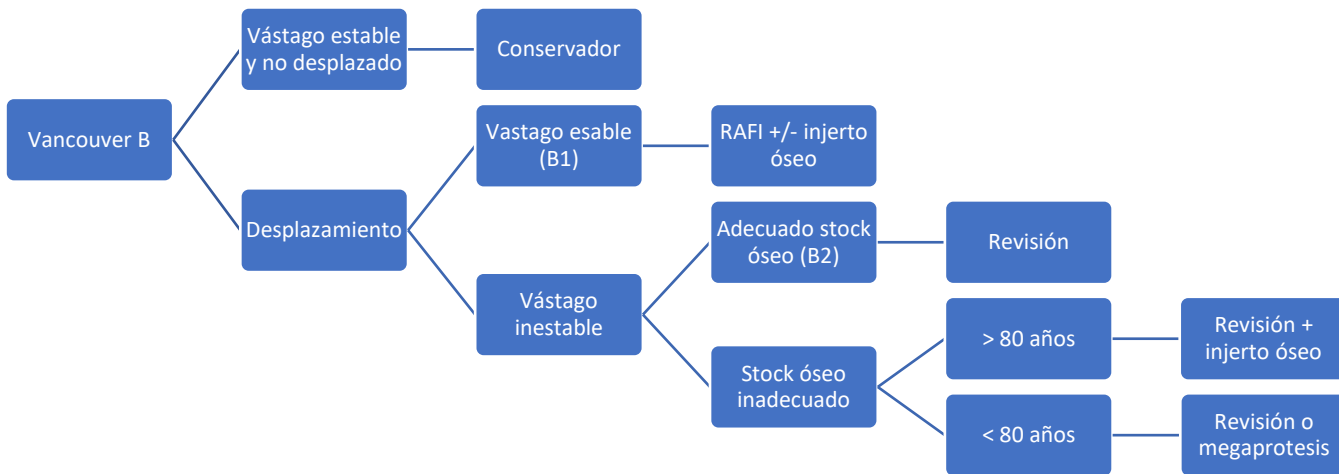 Vancouver B
Vástago estable
y no desplazado
Conservador
Desplazamiento
Vastago esable
(B1)
RAFI +/- injerto
óseo
Vástago
inestable
Adecuado stock
óseo (B2)
Revisión
Stock óseo
inadecuado
> 80 años
Revisión +
injerto óseo
< 80 años
Revisión o
megaprotesis